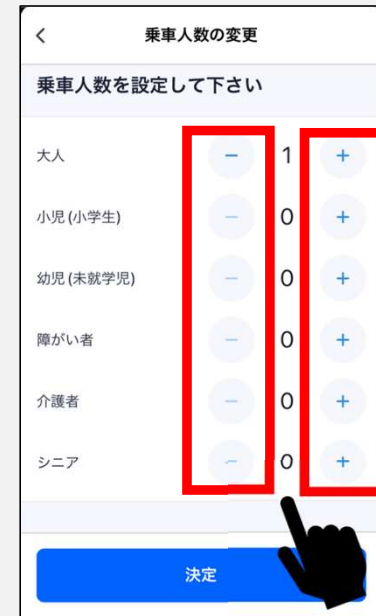 乗車人数の変更
乗車人数を設定して下さい
大人 − 1 +
小児(小学生) − 0 +
幼児(未就学児) − 0 +
障がい者 − 0 +
介護者 − 0 +
シニア − 0 +
決定